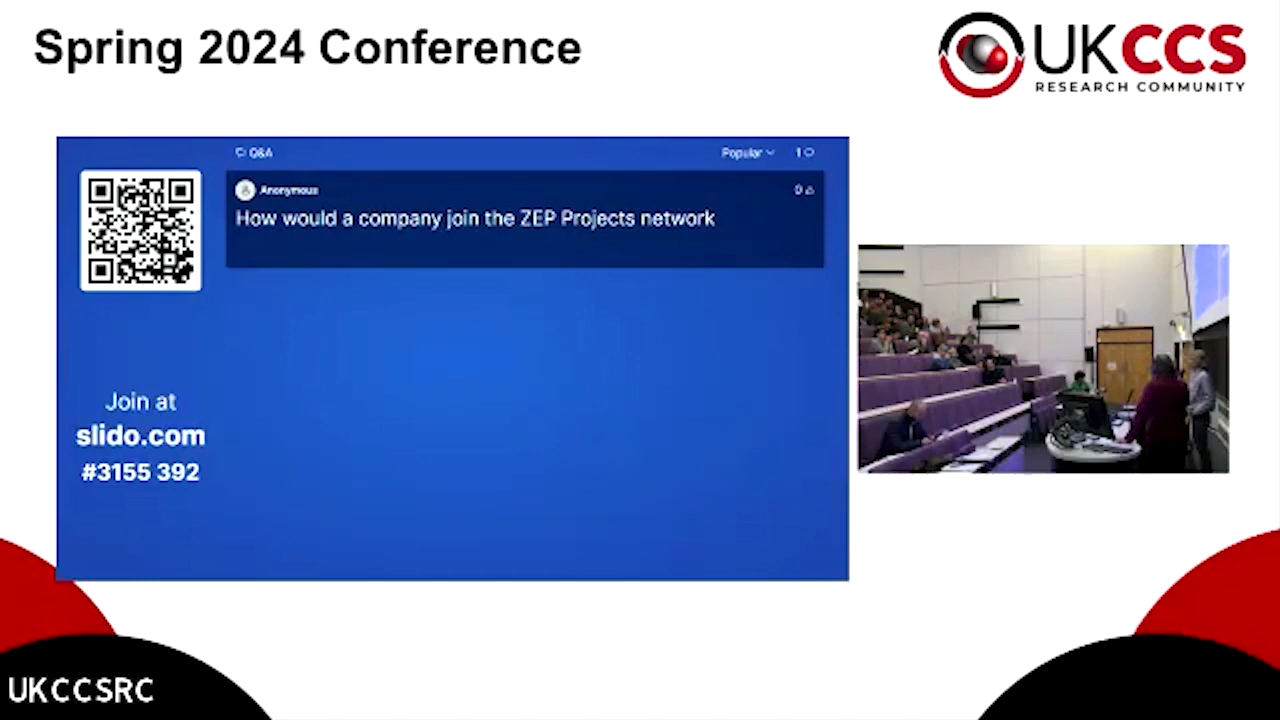 Spring 2024 Conference
UKCCS
RESEARCH COMMUNITY
Q&A
Popular
1
Anonymous
0
How would a company join the ZEP Projects network
Join at
slido.com
#3155 392
UKCCSRC